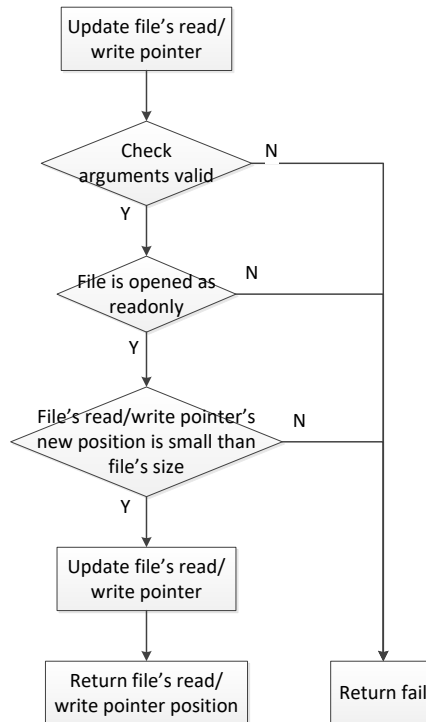 Update file's read/
write pointer
Check
arguments valid
N
Y
File is opened as
readonly
N
Y
File's read/write pointer's
new position is small than
file's size
N
Y
Update file's read/
write pointer
Return file's read/
write pointer position
Return fail